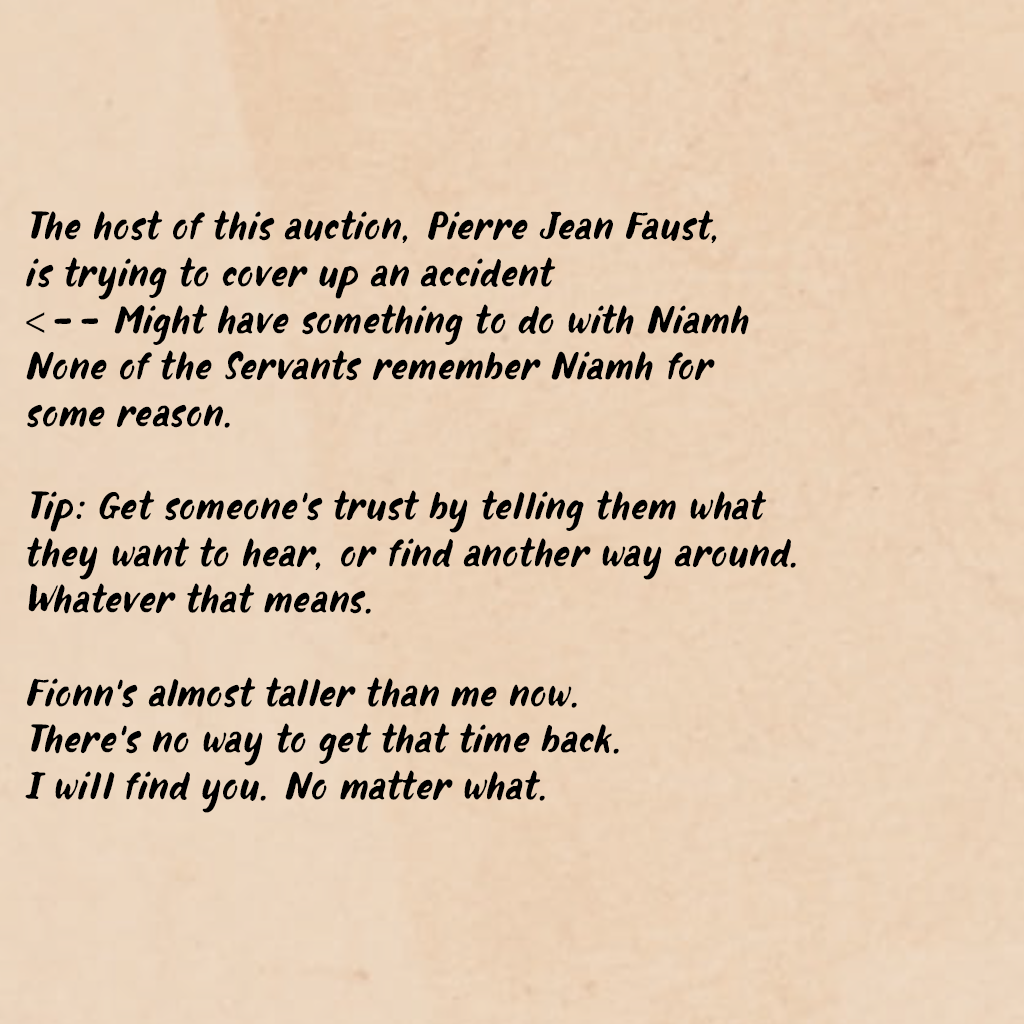 The host of this auction, Pierre Jean Faust,
is trying to cover up an accident
<-- Might have something to do with Niamh
None of the Servants remember Niamh for
some reason.
Tip: Get someone's trust by telling them what
they want to hear, or find another way around.
Whatever that means.
Fionn's almost taller than me now.
There's no way to get that time back.
I will find you. No matter what.